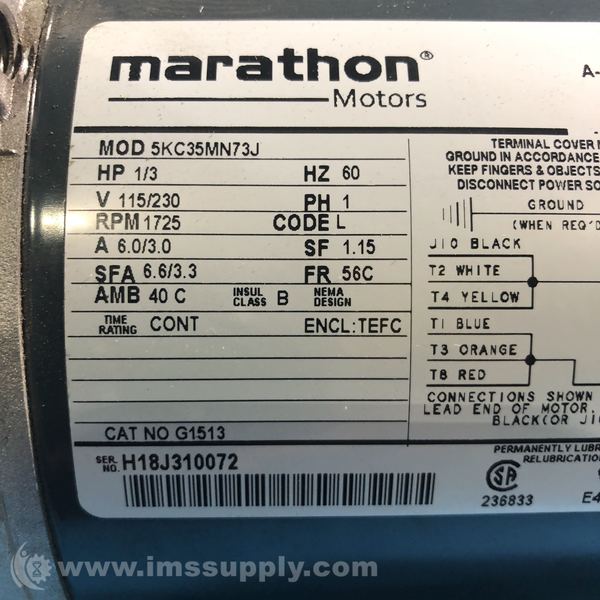 marathon®
Motors
A-
MOD 5KC35MN73J
HP 1/3 HZ 60
V 115/230 PH 1
RPM 1725 CODE L
A 6.0/3.0 SF 1.15
SFA 6.6/3.3 FR 56C
AMB 40 C INSUL CLASS B NEMA DESIGN
TIME RATING CONT ENCL:TEFC
CAT NO G1513
SER. NO. H18J310072
TERMINAL COVER
GROUND IN ACCORDANCE
KEEP FINGERS & OBJECTS
DISCONNECT POWER SO
GROUND
(WHEN REQ'D
J10 BLACK
T2 WHITE
T4 YELLOW
T1 BLUE
T3 ORANGE
T8 RED
CONNECTIONS SHOWN
LEAD END OF MOTOR.
BLACK(OR J10
PERMANENTLY LUBR
RELUBRICATION
236833
E4
www.imssupply.com